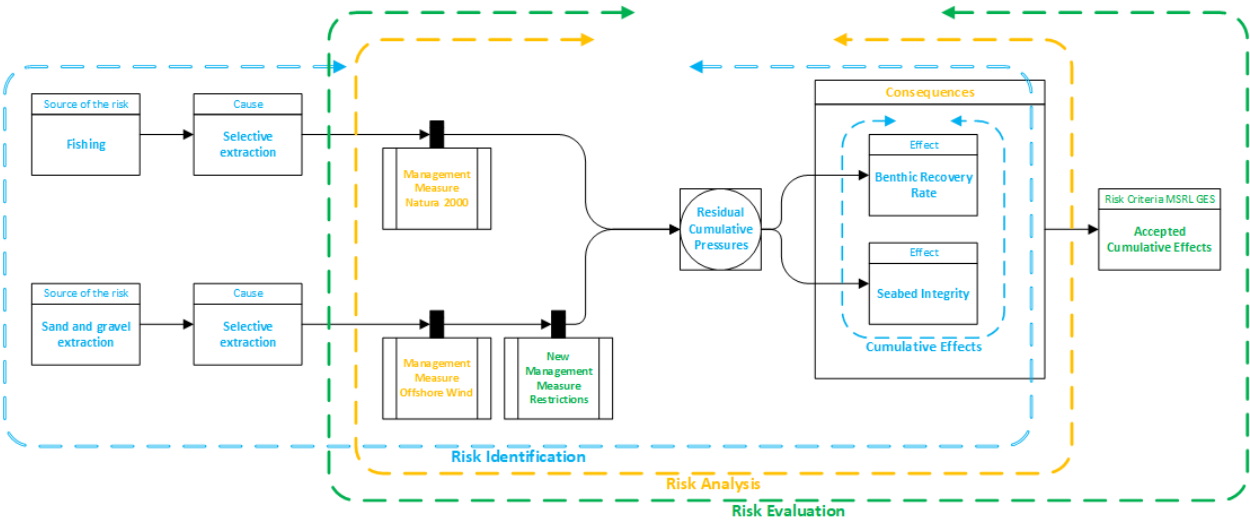 Source of the risk
Fishing
Cause
Selective
extraction
Management
Measure
Natura 2000
Source of the risk
Sand and gravel
extraction
Cause
Selective
extraction
Management
Measure
Offshore Wind
New
Management
Measure
Restrictions
Residual
Cumulative
Pressures
Consequences
Effect
Benthic Recovery
Rate
Effect
Seabed Integrity
Cumulative Effects
Risk Criteria MSRL GES
Accepted
Cumulative Effects
Risk Identification
Risk Analysis
Risk Evaluation